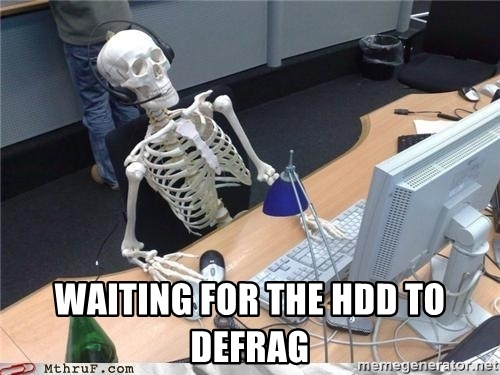 WAITING FOR THE HDD TO
DEFRAG
MThruF.com
memegenerator.net